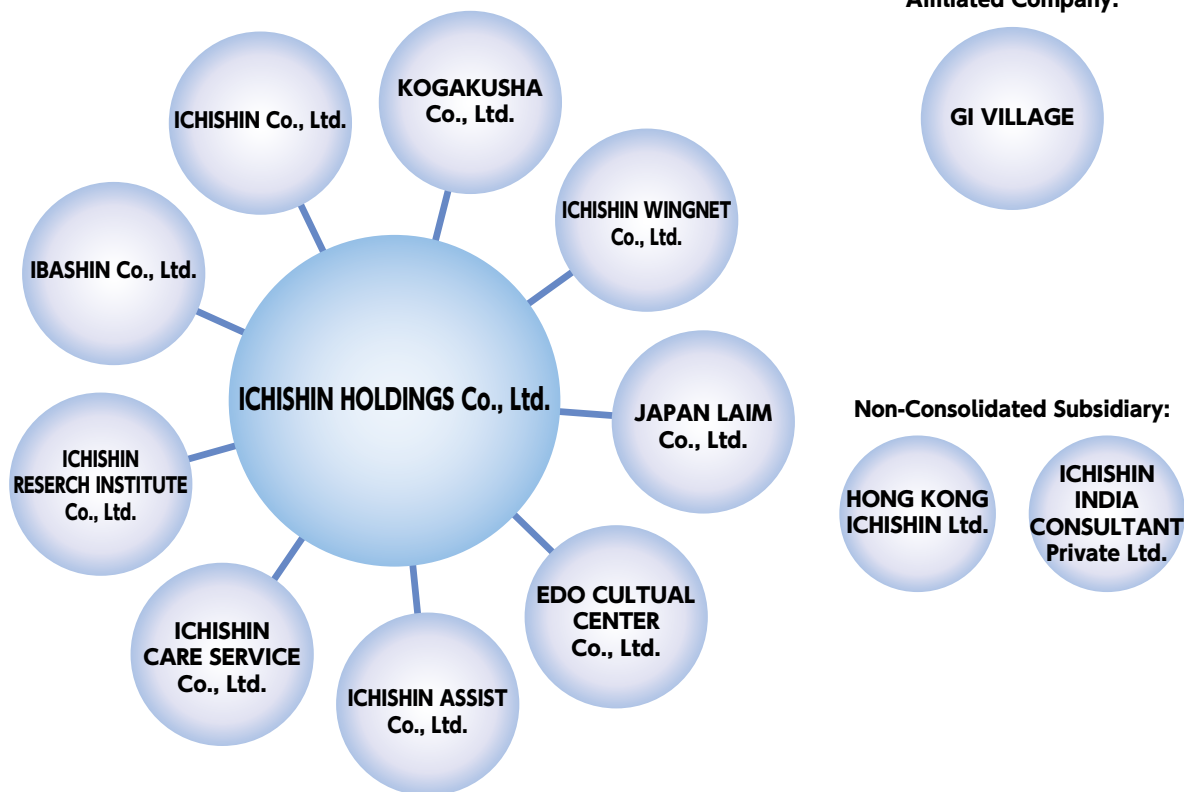 Affiliated Company:
KOGAKUSHA
Co., Ltd.
ICHISHIN Co., Ltd.
GI VILLAGE
ICHISHIN WINGNET
Co., Ltd.
IBASHIN Co., Ltd.
ICHISHIN HOLDINGS Co., Ltd.
JAPAN LAIM
Co., Ltd.
Non-Consolidated Subsidiary:
ICHISHIN
RESERCH INSTITUTE
Co., Ltd.
HONG KONG
ICHISHIN Ltd.
ICHISHIN
INDIA
CONSULTANT
Private Ltd.
EDO CULTUAL
CENTER
Co., Ltd.
ICHISHIN
CARE SERVICE
Co., Ltd.
ICHISHIN ASSIST
Co., Ltd.